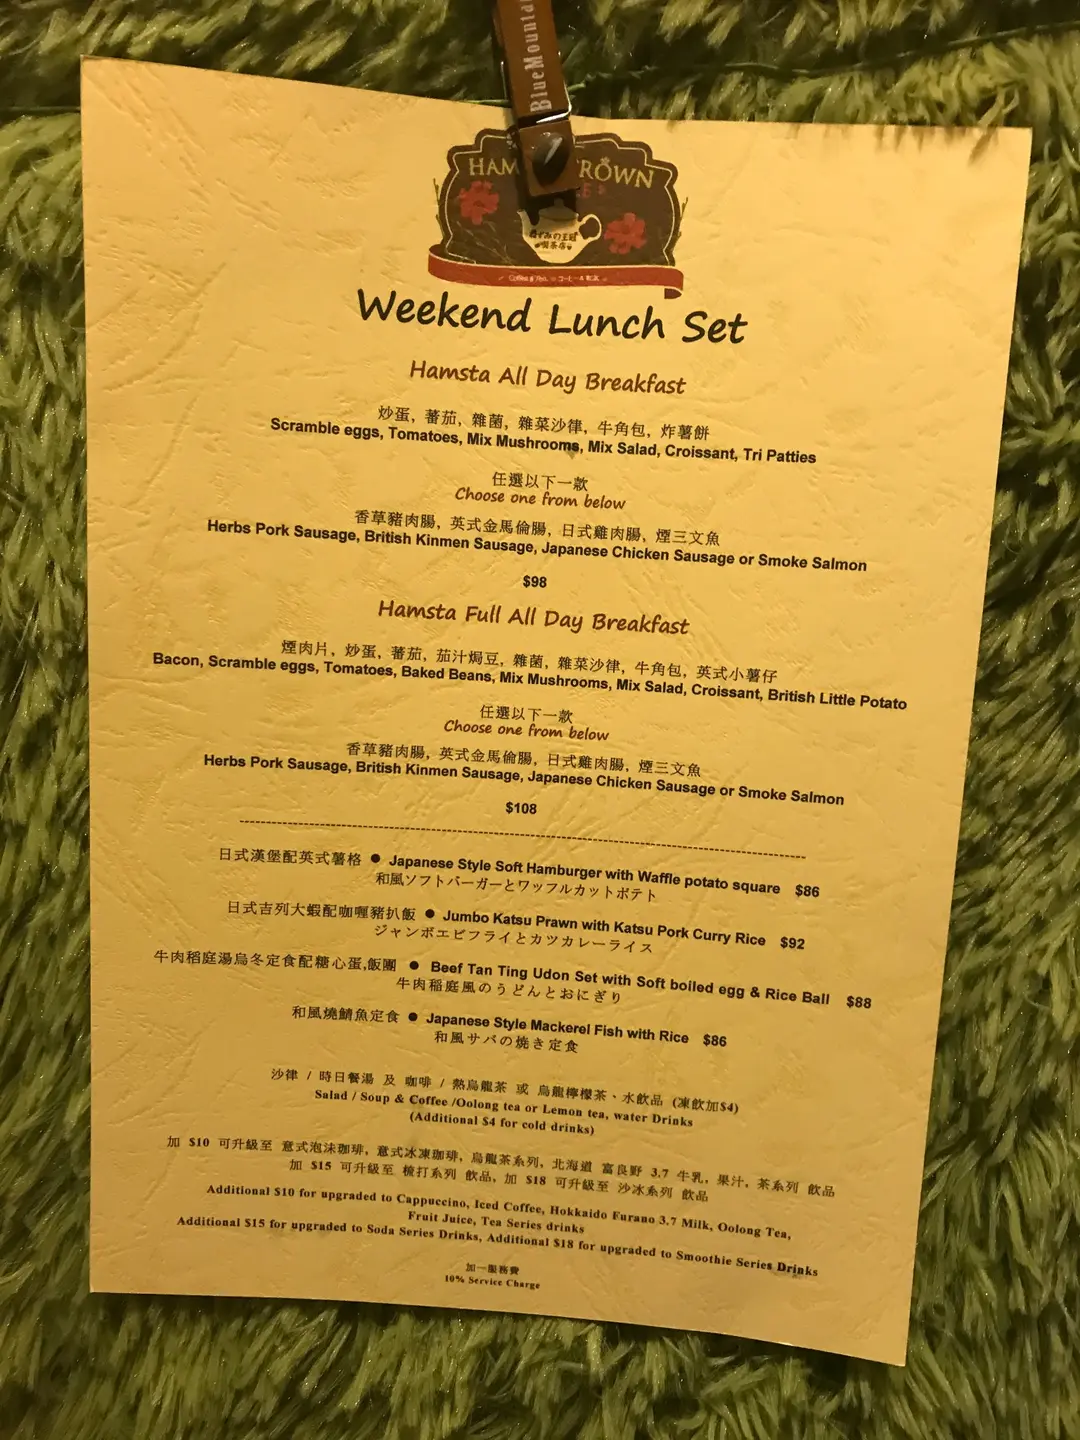 BlueMounta
HAM ROWN
ねずみの王冠
喫茶店
Coffee & Tea
Weekend Lunch Set
Hamsta All Day Breakfast
炒蛋, 蕃茄, 雜菌, 雜菜沙律, 牛角包, 炸薯餅
Scramble eggs, Tomatoes, Mix Mushrooms, Mix Salad, Croissant, Tri Patties
任選以下一款
Choose one from below
香草豬肉腸, 英式金馬倫腸, 日式雞肉腸, 煙三文魚
Herbs Pork Sausage, British Kinmen Sausage, Japanese Chicken Sausage or Smoke Salmon
$98
Hamsta Full All Day Breakfast
煙肉片, 炒蛋, 蕃茄, 茄汁焗豆, 雜菌, 雜菜沙律, 牛角包, 英式小薯仔
Bacon, Scramble eggs, Tomatoes, Baked Beans, Mix Mushrooms, Mix Salad, Croissant, British Little Potato
任選以下一款
Choose one from below
香草豬肉腸, 英式金馬倫腸, 日式雞肉腸, 煙三文魚
Herbs Pork Sausage, British Kinmen Sausage, Japanese Chicken Sausage or Smoke Salmon
$108
日式漢堡配英式薯格 ● Japanese Style Soft Hamburger with Waffle potato square $86
和風ソフトバーガーとワッフルカットポテト
日式吉列大蝦配咖喱豬扒飯 ● Jumbo Katsu Prawn with Katsu Pork Curry Rice $92
ジャンボエビフライとカツカレーライス
牛肉稻庭湯烏冬定食配糖心蛋,飯團 ● Beef Tan Ting Udon Set with Soft boiled egg & Rice Ball $88
牛肉稲庭風のうどんとおにぎり
和風燒鯖魚定食 ● Japanese Style Mackerel Fish with Rice $86
和風サバの焼き定食
沙律 / 時日餐湯 及 咖啡 / 熱烏龍茶 或 烏龍檸檬茶、水飲品 (凍飲加$4)
Salad / Soup & Coffee /Oolong tea or Lemon tea, water Drinks
(Additional $4 for cold drinks)
加 $10 可升級至 意式泡沫咖啡, 意式冰凍咖啡, 烏龍茶系列, 北海道 富良野 3.7 牛乳, 果汁, 茶系列 飲品
加 $15 可升級至 梳打系列 飲品, 加 $18 可升級至 沙冰系列 飲品
Additional $10 for upgraded to Cappuccino, Iced Coffee, Hokkaido Furano 3.7 Milk, Oolong Tea,
Fruit Juice, Tea Series drinks
Additional $15 for upgraded to Soda Series Drinks, Additional $18 for upgraded to Smoothie Series Drinks
加一服務費
10% Service Charge